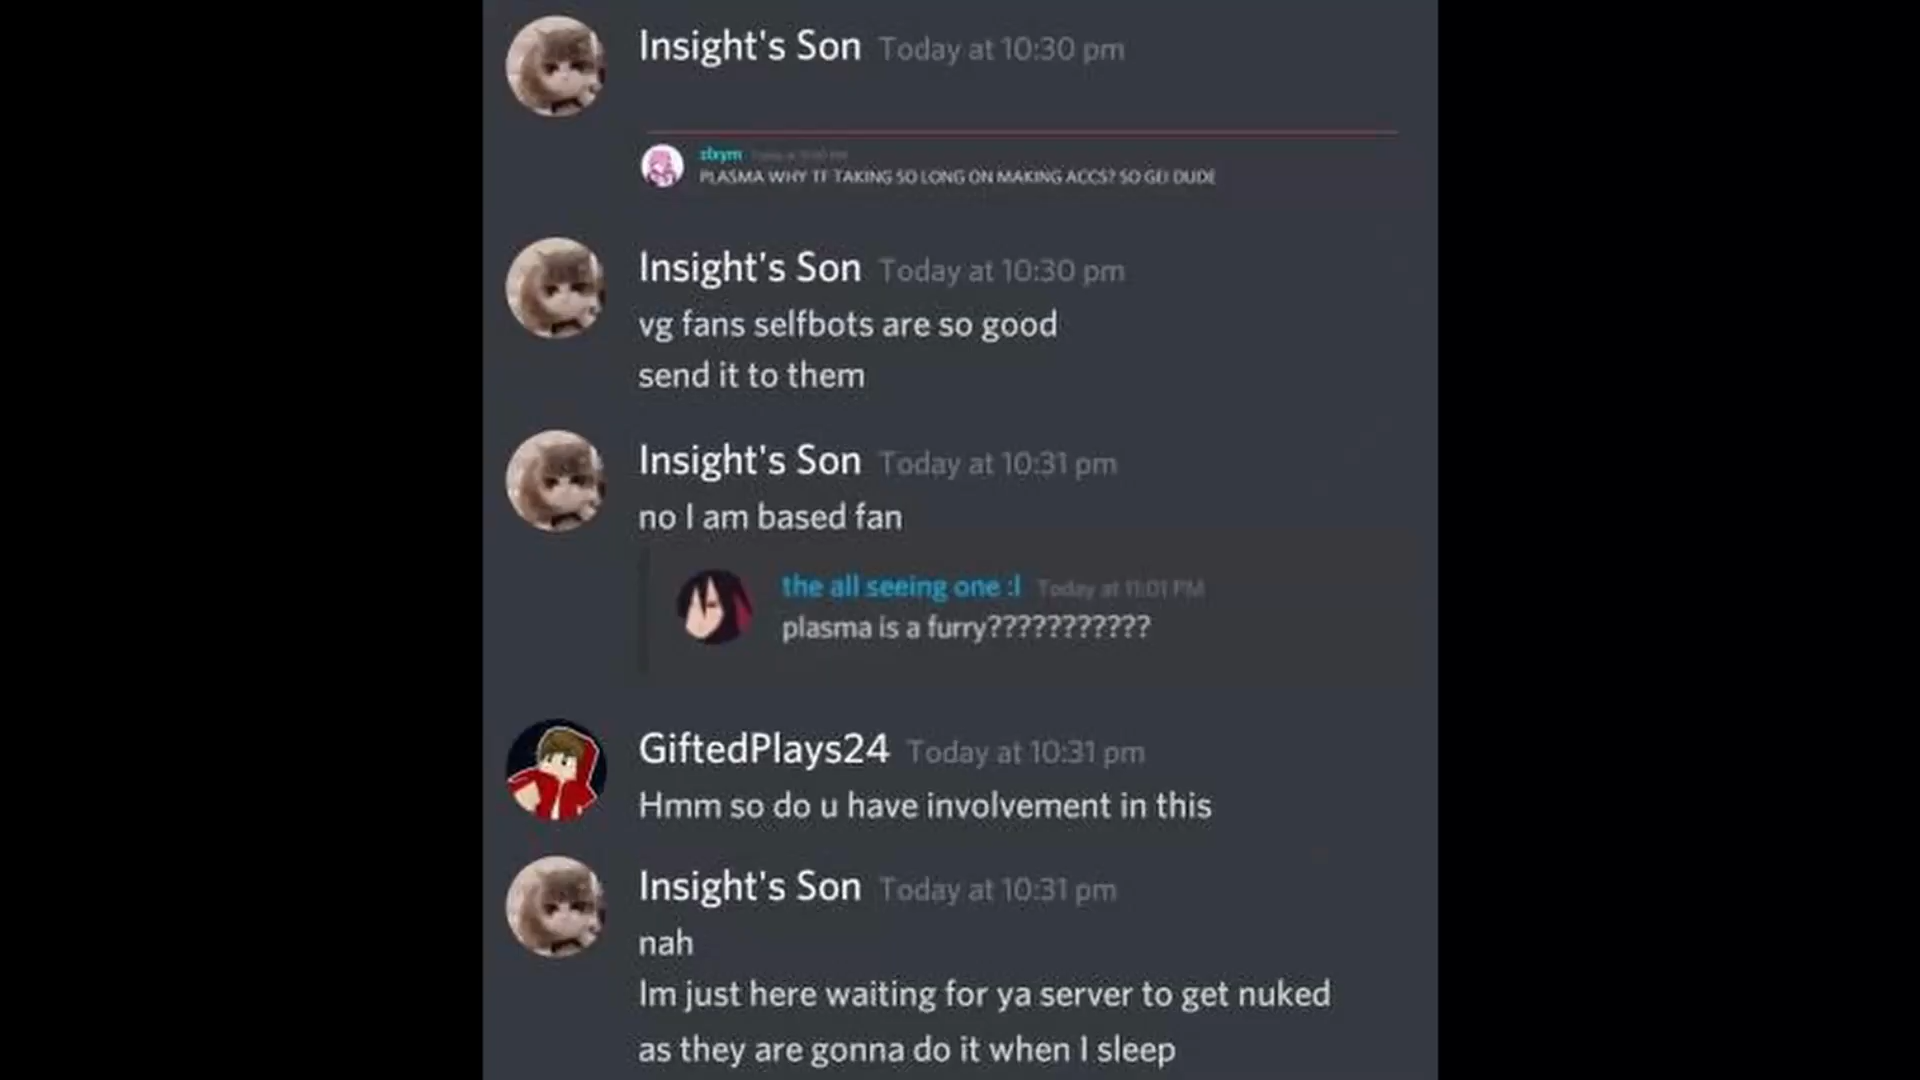 Insight's Son Today at 10:30 pm
zlxym
PLASMA WHY TF TAKING SO LONG ON MAKING ACCS? SO GEI DUDE
Insight's Son Today at 10:30 pm
vg fans selfbots are so good
send it to them
Insight's Son Today at 10:31 pm
no I am based fan
the all seeing one :l Today at 11:01 PM
plasma is a furry???????????
GiftedPlays24 Today at 10:31 pm
Hmm so do u have involvement in this
Insight's Son Today at 10:31 pm
nah
Im just here waiting for ya server to get nuked
as they are gonna do it when I sleep